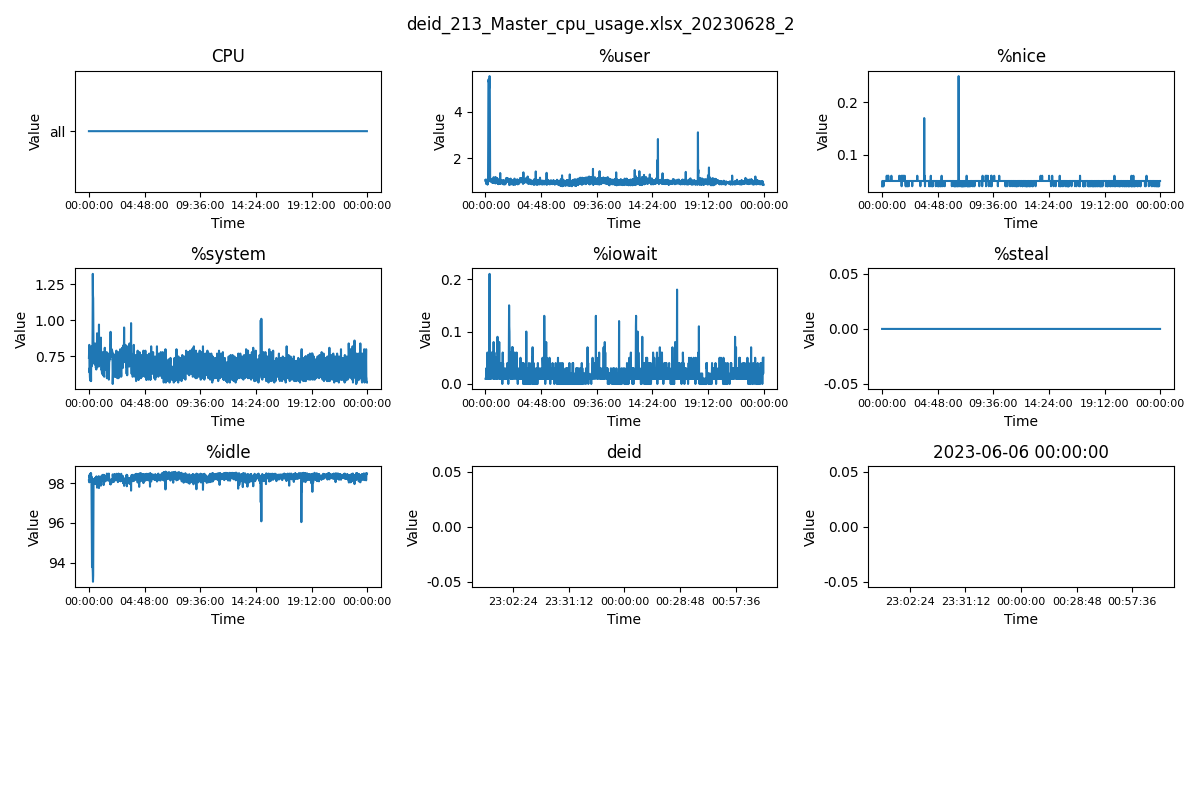 deid_213_Master_cpu_usage.xlsx_20230628_2
CPU
Value
all
00:00:00 04:48:00 09:36:00 14:24:00 19:12:00 00:00:00
Time
%user
Value
4
2
00:00:00 04:48:00 09:36:00 14:24:00 19:12:00 00:00:00
Time
%nice
Value
0.2
0.1
00:00:00 04:48:00 09:36:00 14:24:00 19:12:00 00:00:00
Time
%system
Value
1.25
1.00
0.75
00:00:00 04:48:00 09:36:00 14:24:00 19:12:00 00:00:00
Time
%iowait
Value
0.2
0.1
0.0
00:00:00 04:48:00 09:36:00 14:24:00 19:12:00 00:00:00
Time
%steal
Value
0.05
0.00
-0.05
00:00:00 04:48:00 09:36:00 14:24:00 19:12:00 00:00:00
Time
%idle
Value
98
96
94
00:00:00 04:48:00 09:36:00 14:24:00 19:12:00 00:00:00
Time
deid
Value
0.05
0.00
-0.05
23:02:24 23:31:12 00:00:00 00:28:48 00:57:36
Time
2023-06-06 00:00:00
Value
0.05
0.00
-0.05
23:02:24 23:31:12 00:00:00 00:28:48 00:57:36
Time